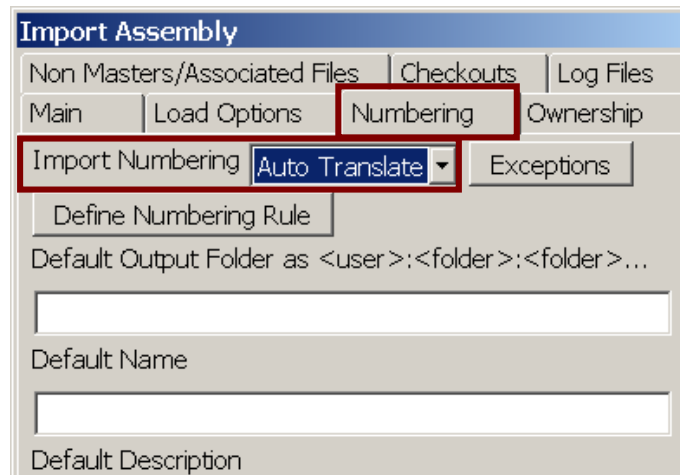 Import Assembly
Non Masters/Associated Files Checkouts Log Files
Main Load Options Numbering Ownership
Import Numbering Auto Translate Exceptions
Define Numbering Rule
Default Output Folder as <user>:<folder>:<folder>...
Default Name
Default Description